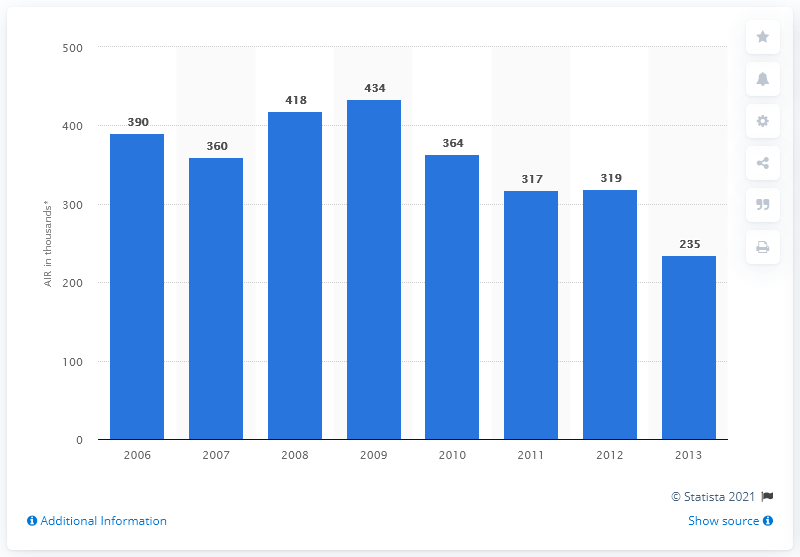 500
400
300
200
100
0
AIR in thousands*
390
360
418
434
364
317
319
235
2006 2007 2008 2009 2010 2011 2012 2013
© Statista 2021
Additional Information
Show source